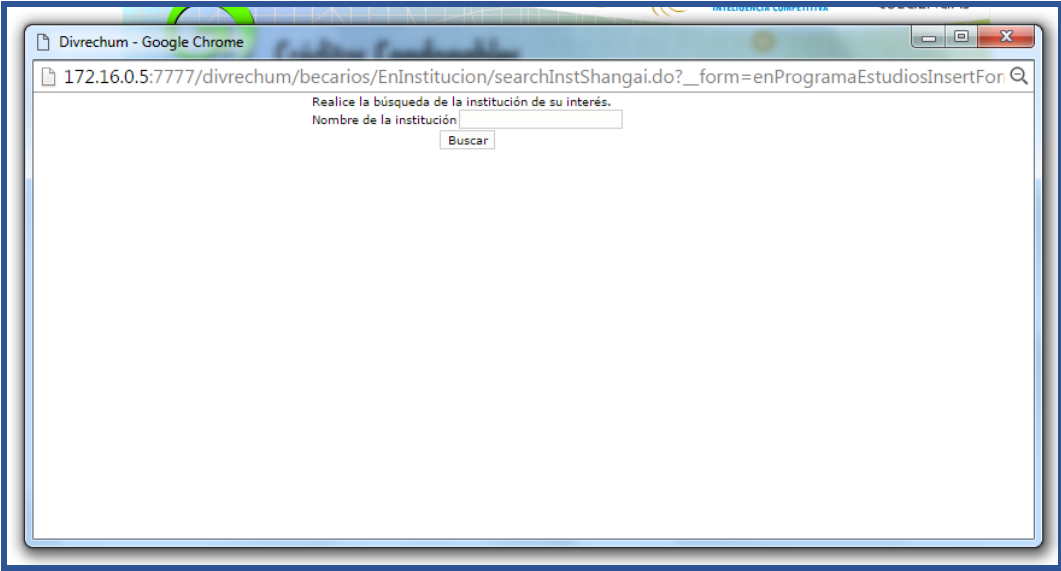 INTELIGENCIA COMPETITIVA
Divrechum - Google Chrome
172.16.0.5:7777/divrechum/becarios/EnInstitucion/searchInstShangai.do?__form=enProgramaEstudiosInsertFor
Realice la búsqueda de la institución de su interés.
Nombre de la institución
Buscar